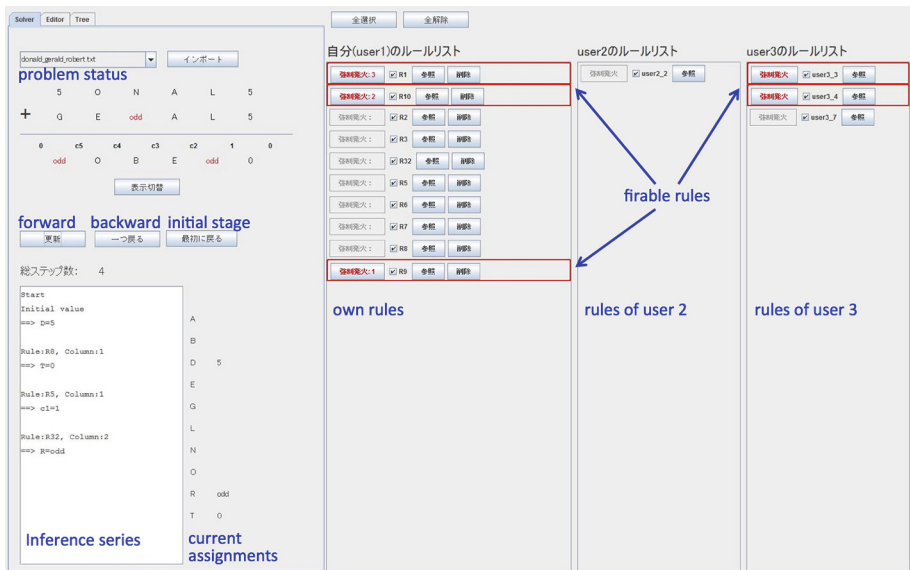 Solver Editor Tree
全選択 全解除
donald_gerald_robert.txt インポート
problem status
5 O N A L 5
+ G E odd A L 5
0 c5 c4 c3 c2 1 0
odd O B E odd 0
表示切替
forward backward initial stage
更新 一つ戻る 最初に戻る
総ステップ数: 4
Start
Initial value
==> D=5
Rule:R8, Column:1
==> T=0
Rule:R5, Column:1
==> c1=1
Rule:R32, Column:2
==> R=odd
Inference series
A
B
D 5
E
G
L
N
O
R odd
T 0
current
assignments
自分(user1)のルールリスト
強制発火:3 R1 参照 削除
強制発火:2 R10 参照 削除
強制発火: R2 参照 削除
強制発火: R3 参照 削除
強制発火: R32 参照 削除
強制発火: R5 参照 削除
強制発火: R6 参照 削除
強制発火: R7 参照 削除
強制発火: R8 参照 削除
強制発火:1 R9 参照 削除
own rules
user2のルールリスト
強制発火 user2_2 参照
firable rules
rules of user 2
user3のルールリスト
強制発火 user3_3 参照
強制発火 user3_4 参照
強制発火 user3_7 参照
rules of user 3